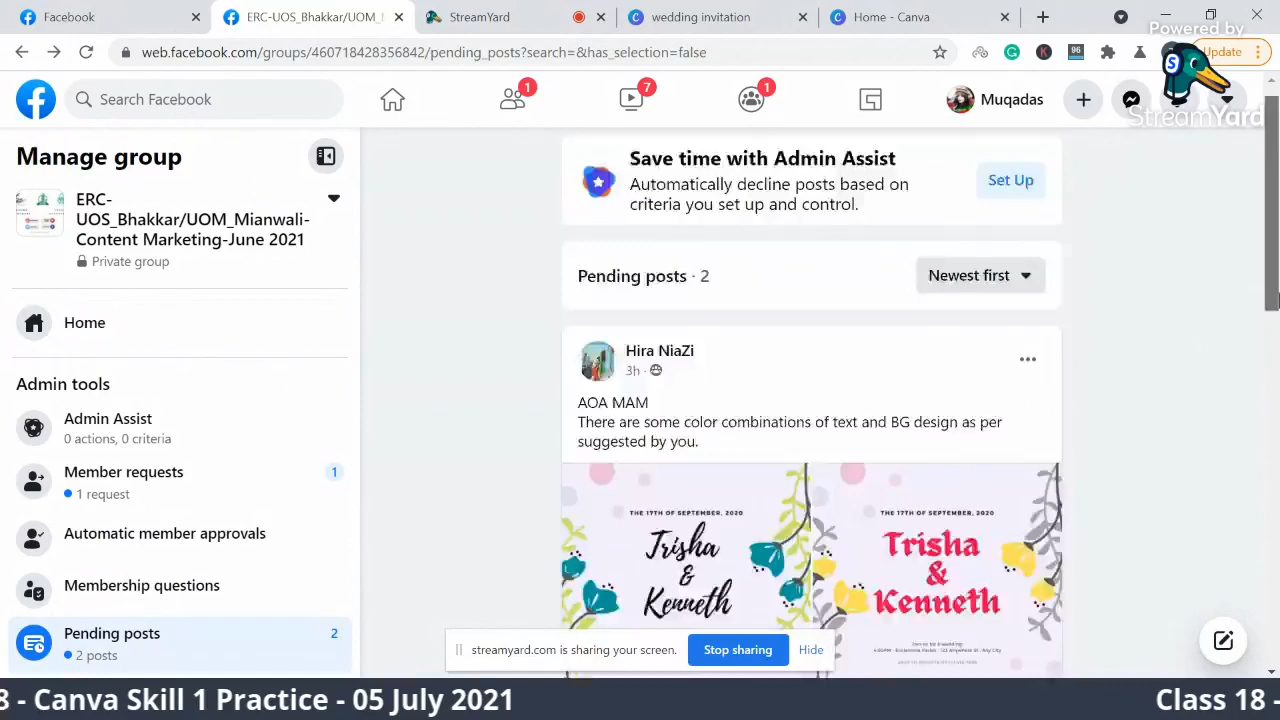 Facebook
ERC-UOS_Bhakkar/UOM_
StreamYard
wedding invitation
Home - Canva
Powered by
web.facebook.com/groups/460718428356842/pending_posts?search=&has_selection=false
96
Update
StreamYard
Search Facebook
1
7
1
Muqadas
Manage group
ERC-
UOS_Bhakkar/UOM_Mianwali-
Content Marketing-June 2021
Private group
Home
Admin tools
Admin Assist
0 actions, 0 criteria
Member requests
1
1 request
Automatic member approvals
Membership questions
Pending posts
2
2 posts
Save time with Admin Assist
Automatically decline posts based on
criteria you set up and control.
Set Up
Pending posts · 2
Newest first
Hira NiaZi
3h
AOA MAM
There are some color combinations of text and BG design as per
suggested by you.
THE 17TH OF SEPTEMBER, 2020
Trisha
&
Kenneth
THE 17TH OF SEPTEMBER, 2020
Trisha
&
Kenneth
streamyard.com is sharing your screen.
Stop sharing
Hide
8 - Canva Skill 1 Practice - 05 July 2021
Class 18 -